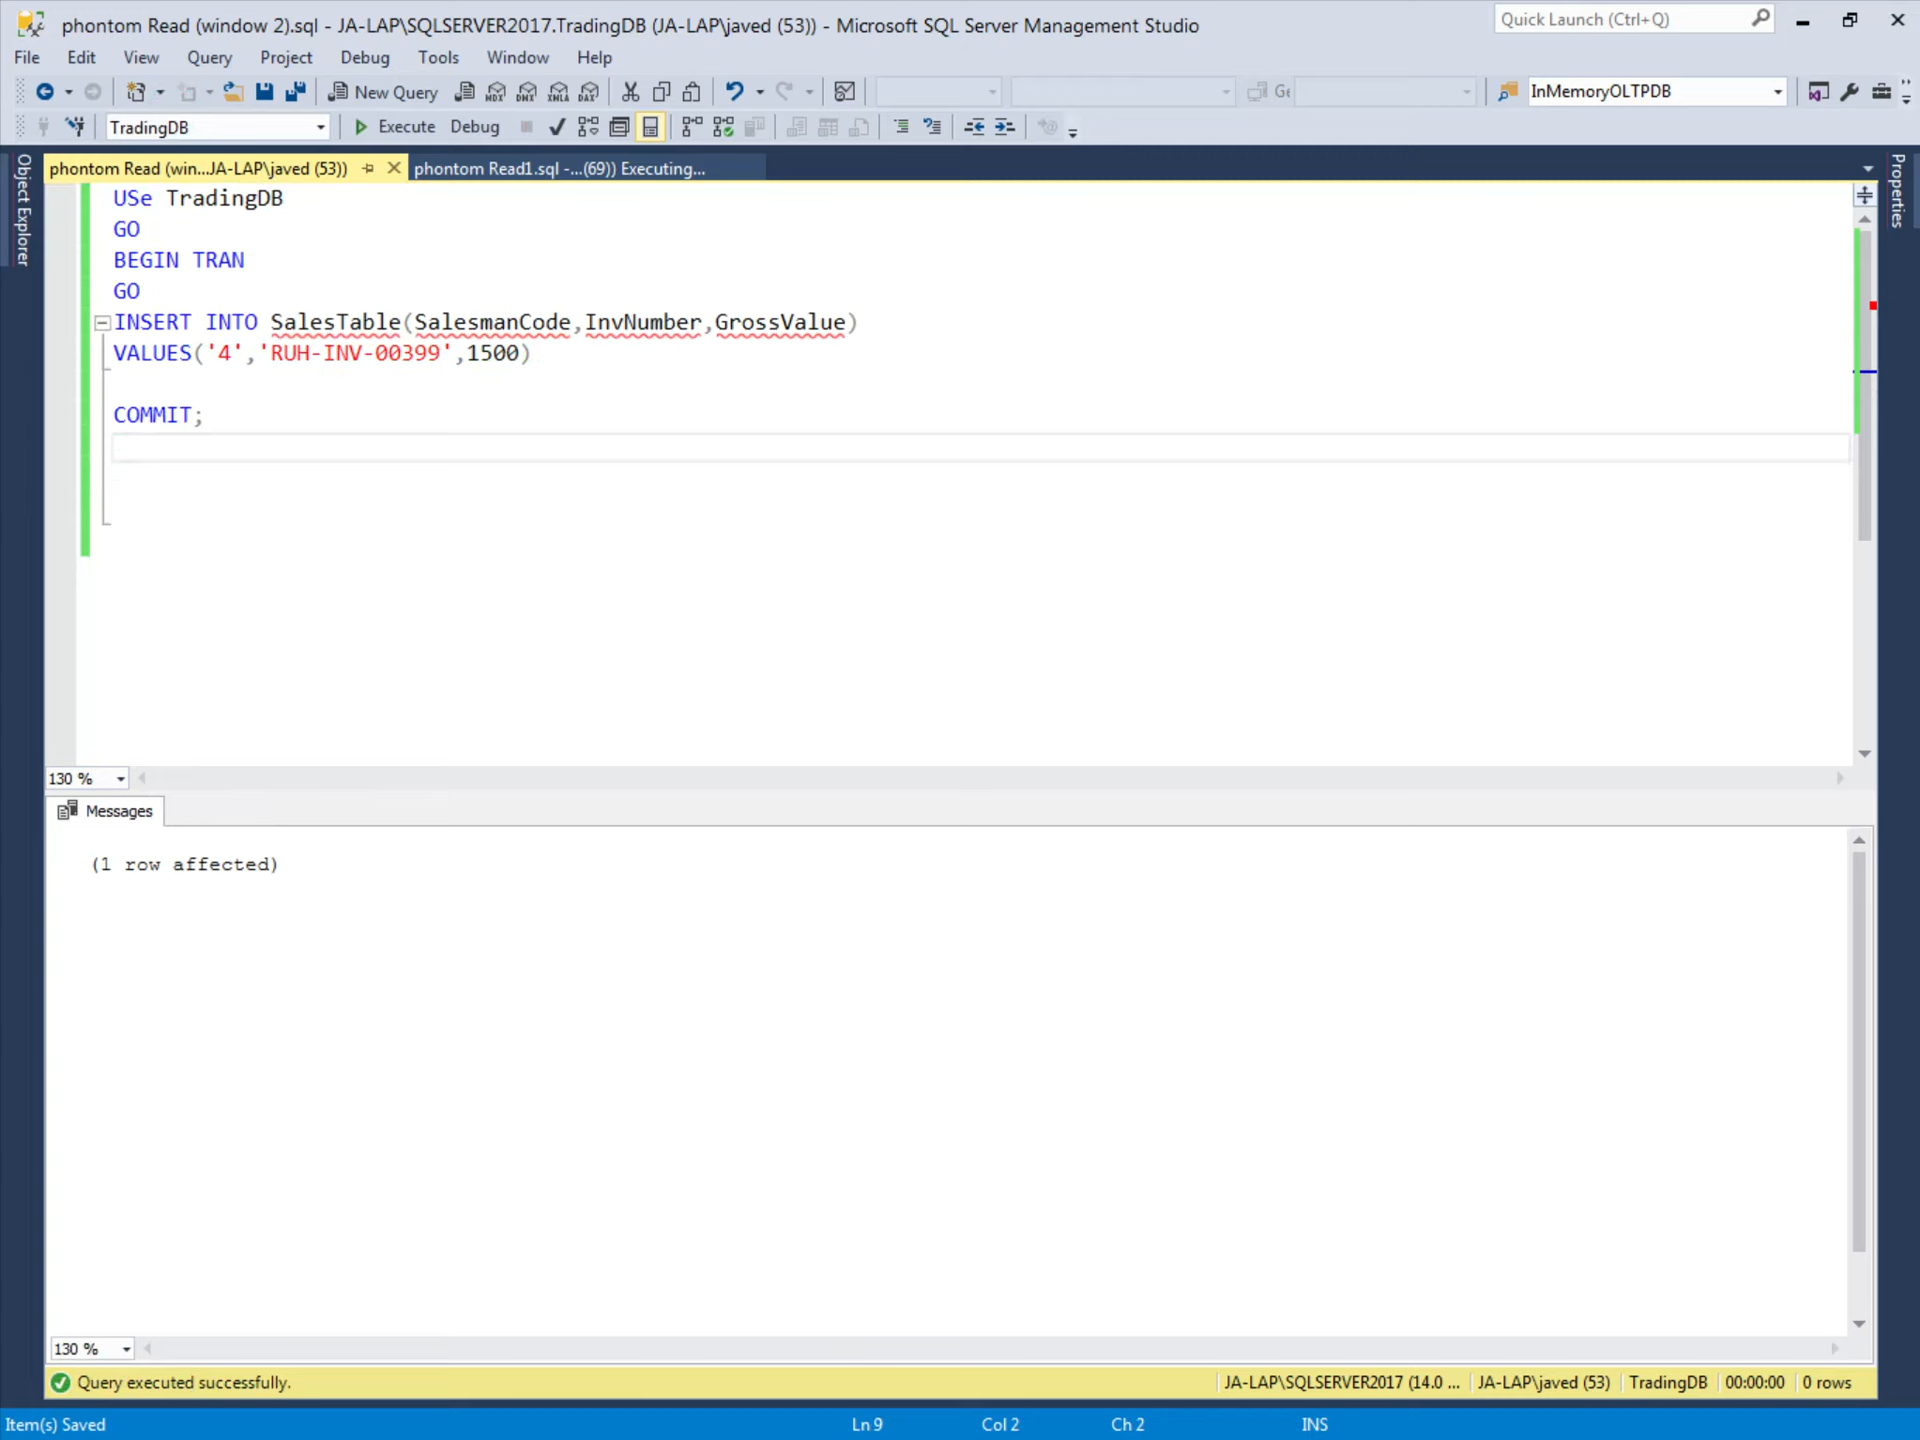 phontom Read (window 2).sql - JA-LAP\SQLSERVER2017.TradingDB (JA-LAP\javed (53)) - Microsoft SQL Server Management Studio
Quick Launch (Ctrl+Q)
File Edit View Query Project Debug Tools Window Help
New Query
MDX DMX XMLA DAX
InMemoryOLTPDB
TradingDB
Execute Debug
phontom Read (win...JA-LAP\javed (53))
phontom Read1.sql -...(69)) Executing...
Object Explorer
Properties
USe TradingDB
GO
BEGIN TRAN
GO
INSERT INTO SalesTable(SalesmanCode,InvNumber,GrossValue)
VALUES('4','RUH-INV-00399',1500)
COMMIT;
130 %
Messages
(1 row affected)
130 %
Query executed successfully.
JA-LAP\SQLSERVER2017 (14.0 ...
JA-LAP\javed (53)
TradingDB
00:00:00
0 rows
Item(s) Saved
Ln 9
Col 2
Ch 2
INS